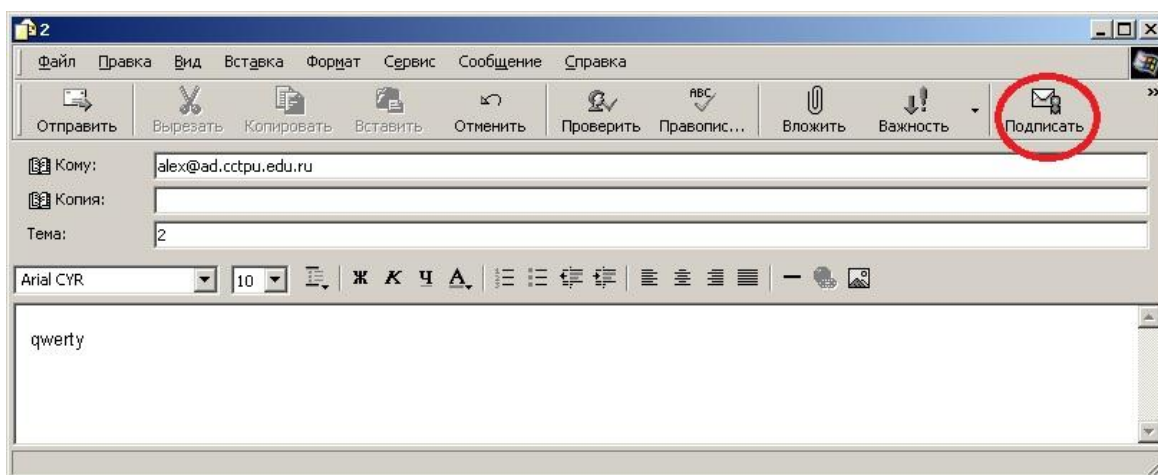 2
Файл Правка Вид Вставка Формат Сервис Сообщение Справка
Отправить Вырезать Копировать Вставить Отменить Проверить Правопис... Вложить Важность Подписать
ABC
Кому: alex@ad.cctpu.edu.ru
Копия:
Тема: 2
Arial CYR 10 Ж К Ч А
qwerty